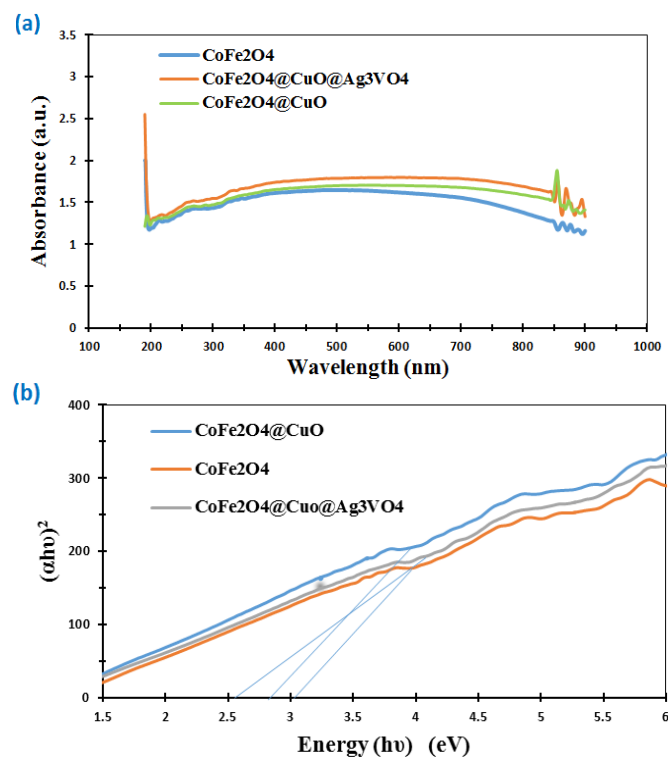 (a)
3.5
3
2.5
2
1.5
1
0.5
0
Absorbance (a.u.)
CoFe2O4
CoFe2O4@CuO@Ag3VO4
CoFe2O4@CuO
100 200 300 400 500 600 700 800 900 1000
Wavelength (nm)
(b)
400
300
200
100
0
(αhυ)²
CoFe2O4@CuO
CoFe2O4
CoFe2O4@Cuo@Ag3VO4
1.5 2 2.5 3 3.5 4 4.5 5 5.5 6
Energy (hυ) (eV)